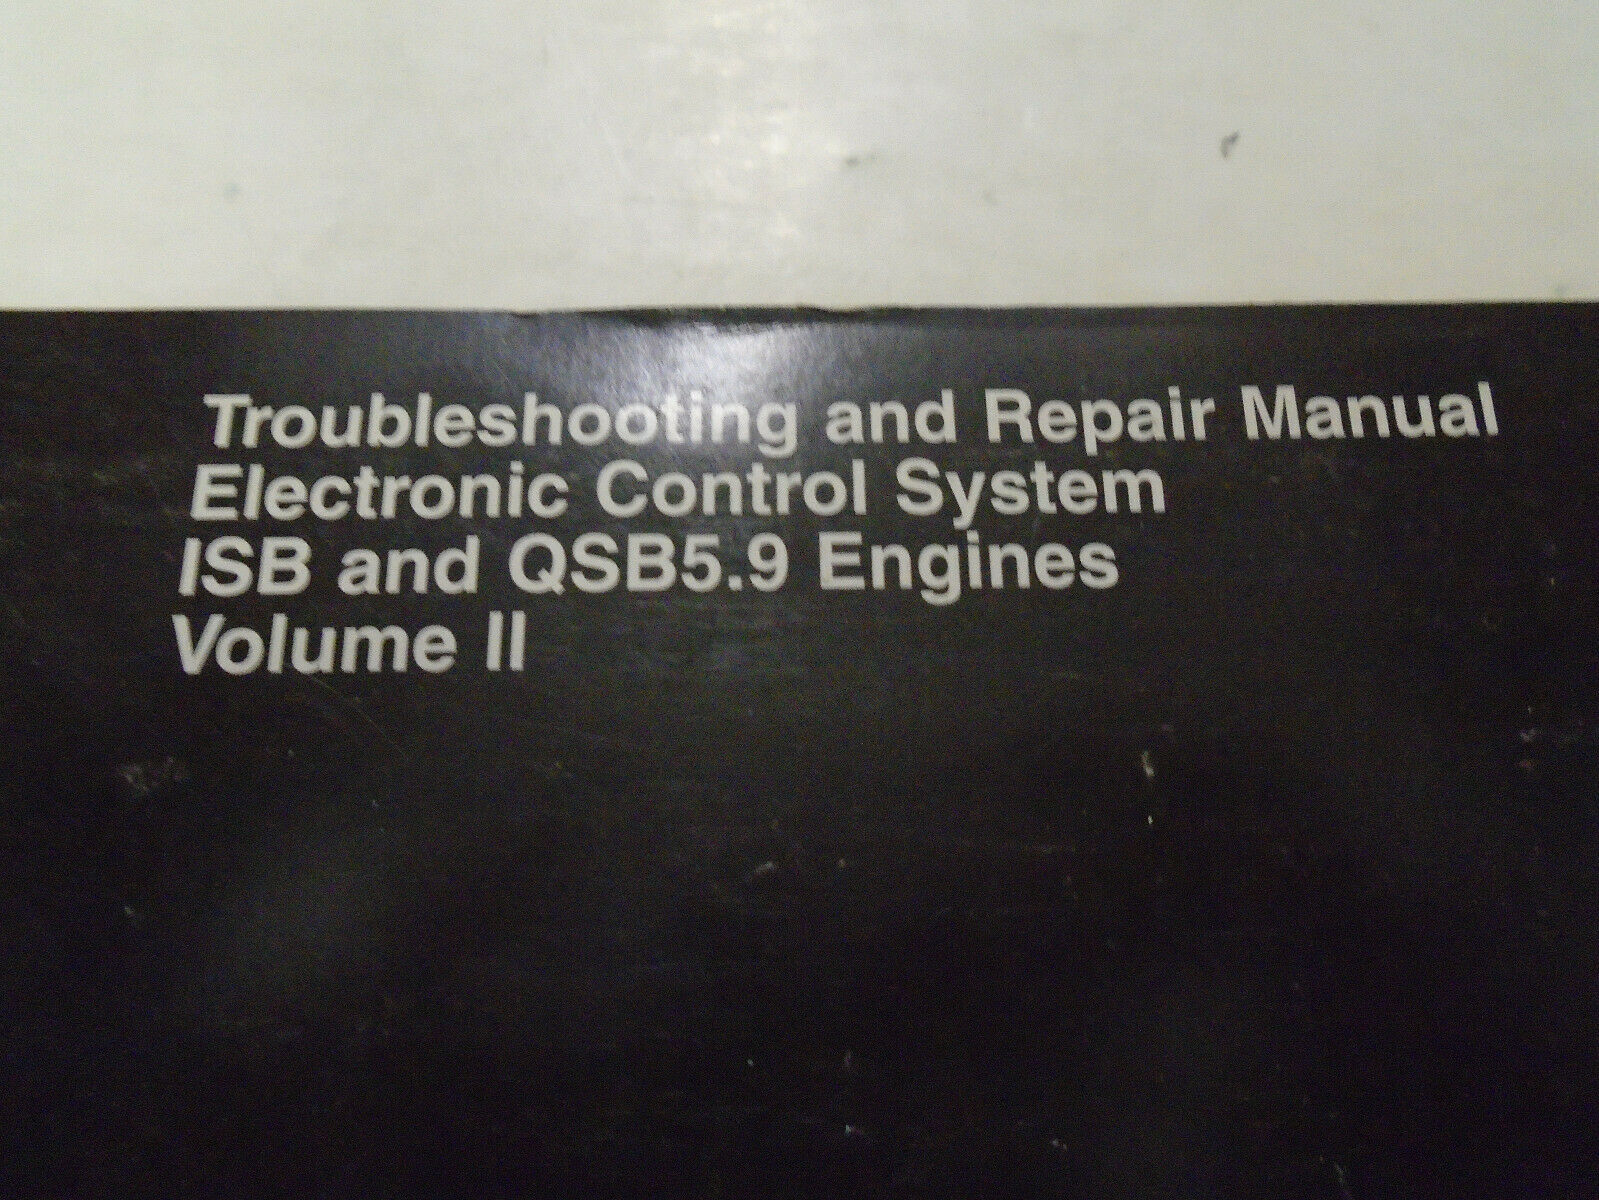 Troubleshooting and Repair Manual
Electronic Control System
ISB and QSB5.9 Engines
Volume II